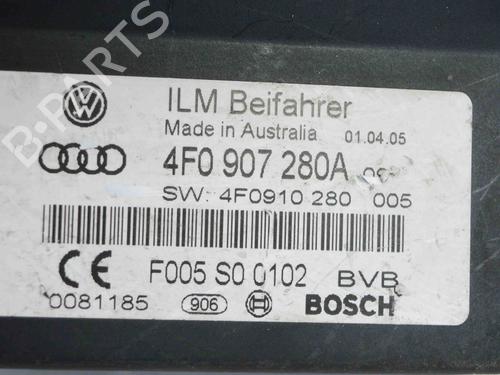 B-PARTS
ILM Beifahrer
Made in Australia 01.04.05
4F0 907 280A
SW: 4F0910 280 005
F005 S0 0102 BVB
0081185 906 BOSCH